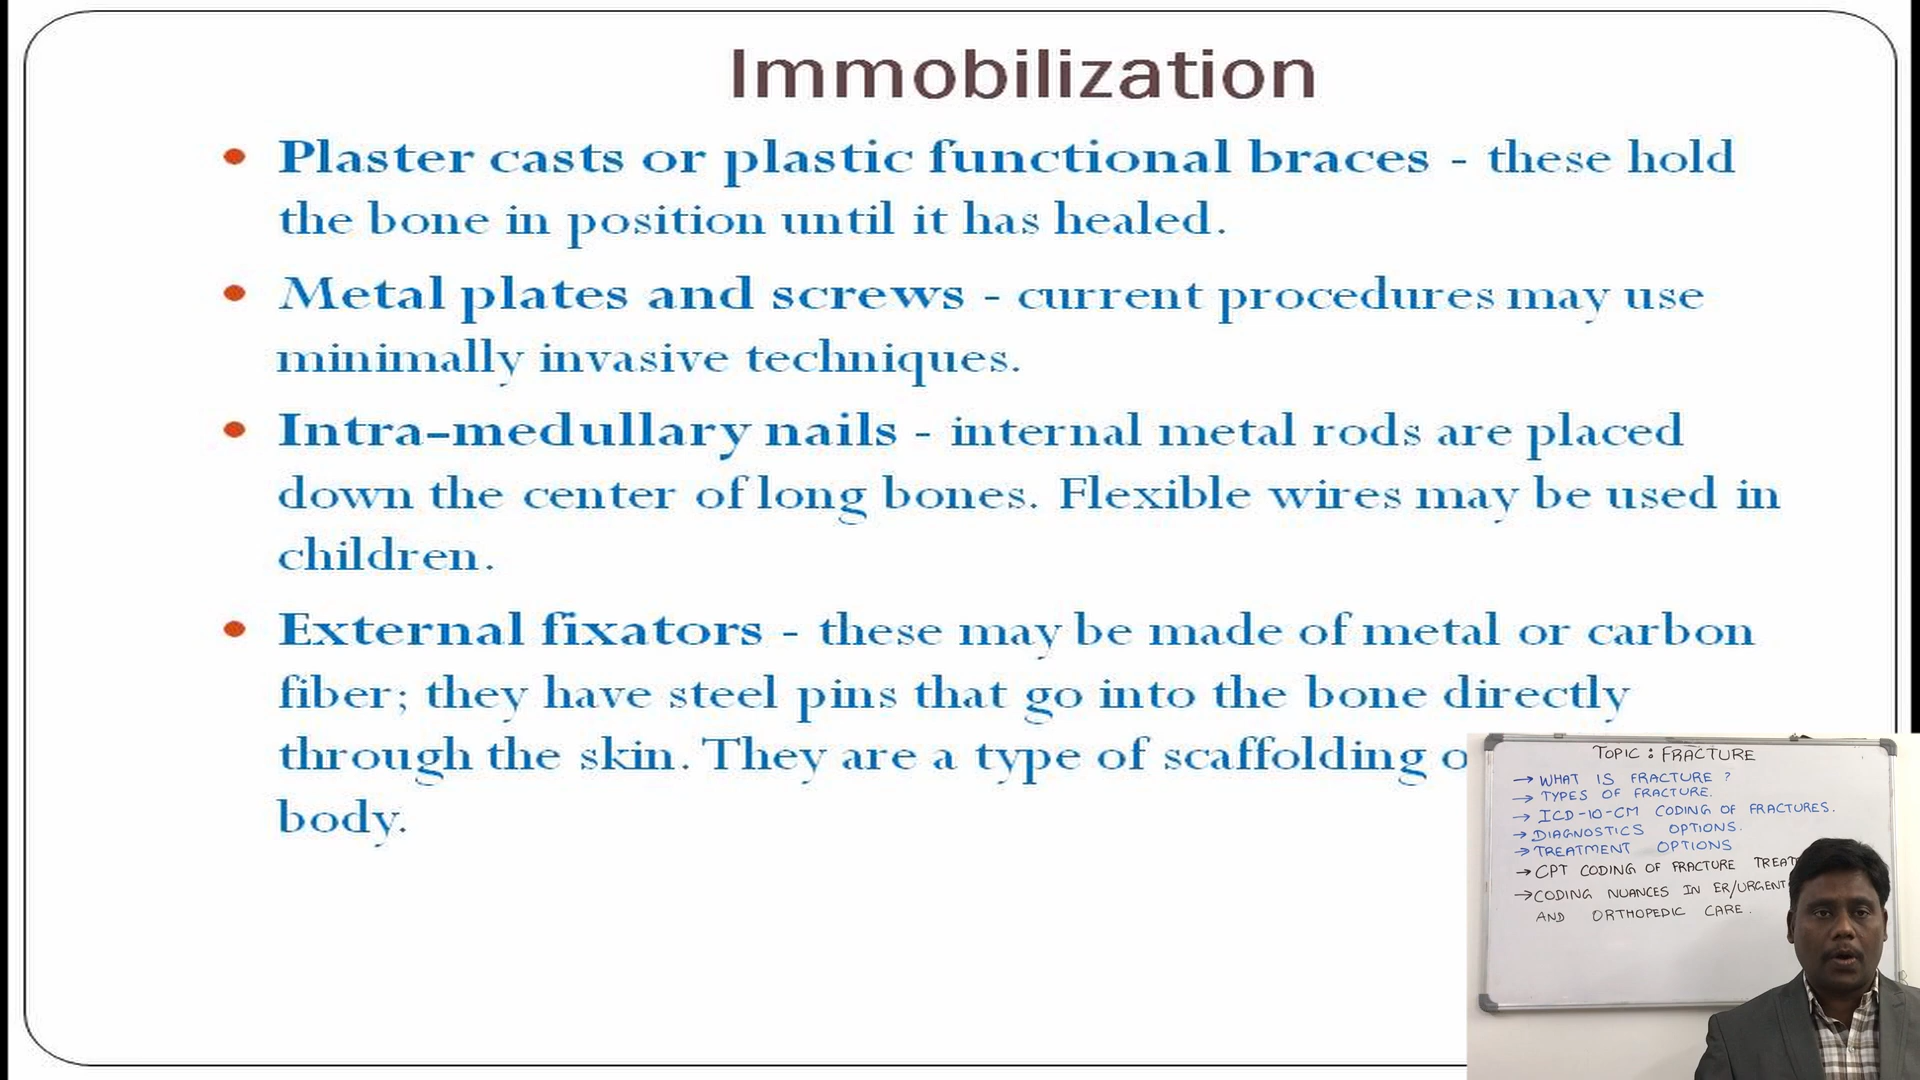 Immobilization
• Plaster casts or plastic functional braces - these hold
the bone in position until it has healed.
• Metal plates and screws - current procedures may use
minimally invasive techniques.
• Intra-medullary nails - internal metal rods are placed
down the center of long bones. Flexible wires may be used in
children.
• External fixators - these may be made of metal or carbon
fiber; they have steel pins that go into the bone directly
through the skin. They are a type of scaffolding
body.
TOPIC : FRACTURE
→ WHAT IS FRACTURE ?
→ TYPES OF FRACTURE.
→ ICD-10-CM CODING OF FRACTURES.
→ DIAGNOSTICS OPTIONS.
→ TREATMENT OPTIONS
→ CPT CODING OF FRACTURE TREAT
→ CODING NUANCES IN ER/URGENT
AND ORTHOPEDIC CARE.